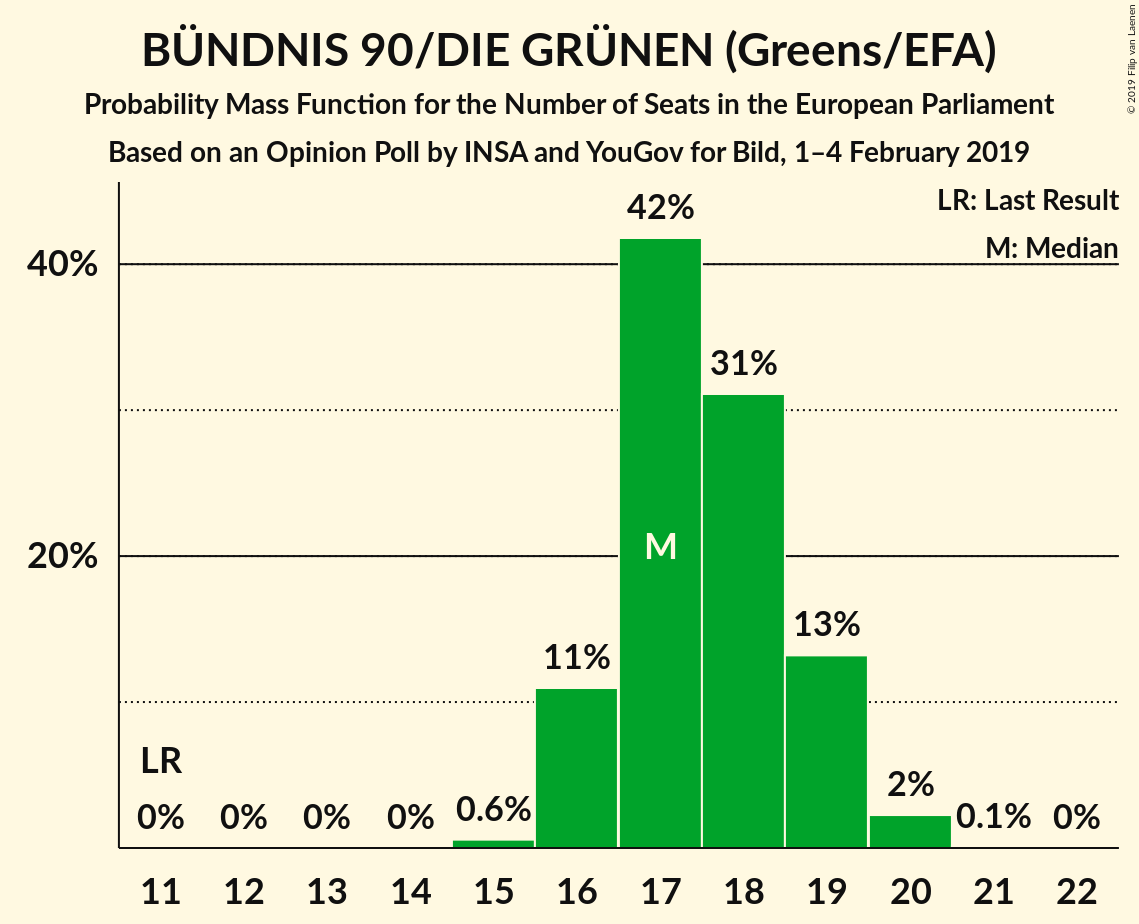 BÜNDNIS 90/DIE GRÜNEN (Greens/EFA)
Probability Mass Function for the Number of Seats in the European Parliament
Based on an Opinion Poll by INSA and YouGov for Bild, 1–4 February 2019
© 2019 Filip van Laenen
LR: Last Result
M: Median
42%
40%
31%
20%
M
13%
11%
LR
2%
0% 0% 0% 0% 0.6% 0.1% 0%
11 12 13 14 15 16 17 18 19 20 21 22